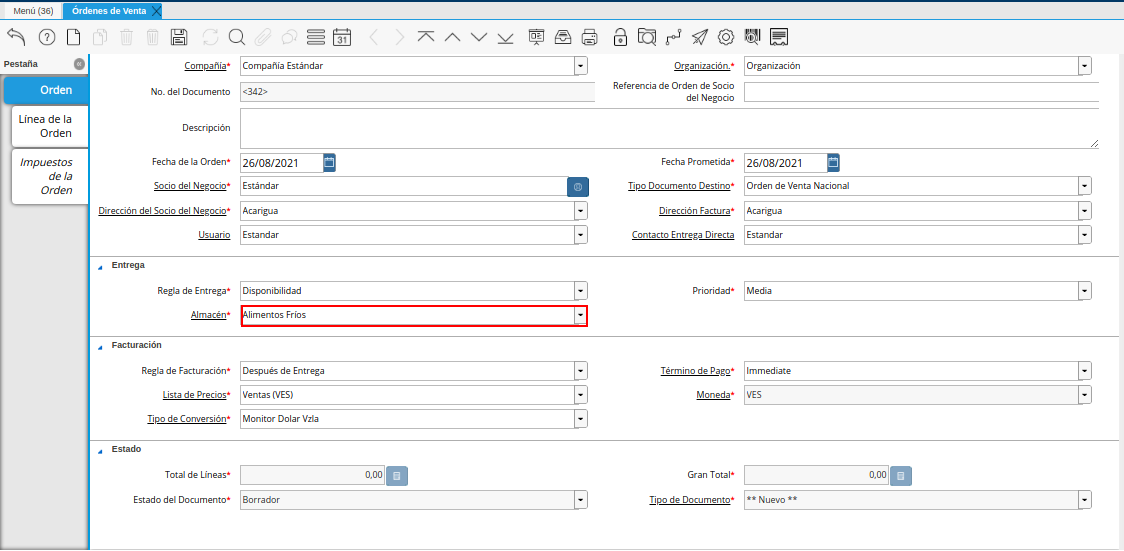 Menú (36) Órdenes de Venta
31
Pestaña
Orden
Línea de la
Orden
Impuestos
de la
Orden
Compañía* Compañía Estándar Organización.* Organización
No. del Documento <342> Referencia de Orden de Socio
del Negocio
Descripción
Fecha de la Orden* 26/08/2021 Fecha Prometida* 26/08/2021
Socio del Negocio* Estándar Tipo Documento Destino* Orden de Venta Nacional
Dirección del Socio del Negocio* Acarigua Dirección Factura* Acarigua
Usuario Estandar Contacto Entrega Directa Estandar
Entrega
Regla de Entrega* Disponibilidad Prioridad* Media
Almacén* Alimentos Fríos
Facturación
Regla de Facturación* Después de Entrega Término de Pago* Immediate
Lista de Precios* Ventas (VES) Moneda* VES
Tipo de Conversión* Monitor Dolar Vzla
Estado
Total de Líneas* 0,00 Gran Total* 0,00
Estado del Documento* Borrador Tipo de Documento* ** Nuevo **